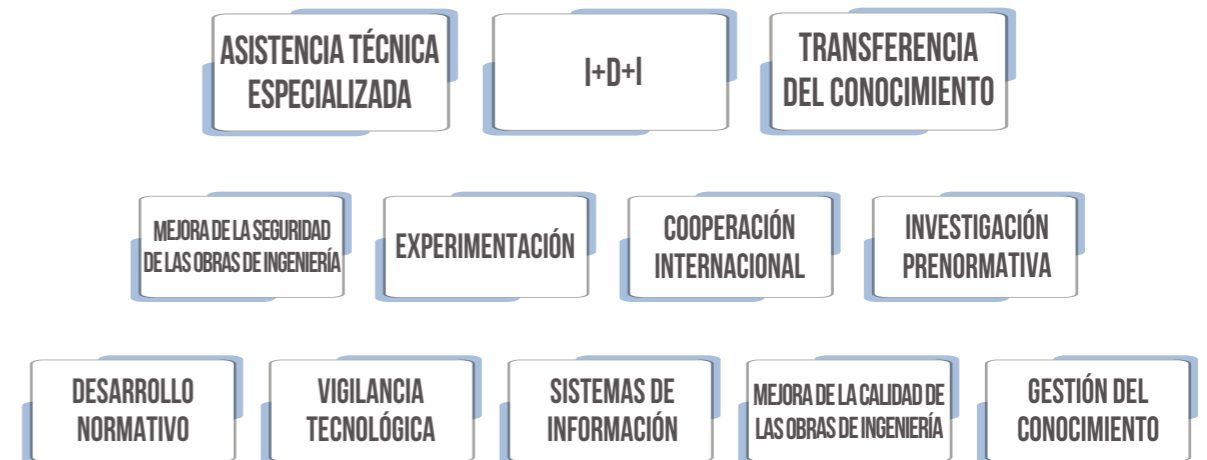 ASISTENCIA TÉCNICA
ESPECIALIZADA
I+D+I
TRANSFERENCIA
DEL CONOCIMIENTO
MEJORA DE LA SEGURIDAD
DE LAS OBRAS DE INGENIERÍA
EXPERIMENTACIÓN
COOPERACIÓN
INTERNACIONAL
INVESTIGACIÓN
PRENORMATIVA
DESARROLLO
NORMATIVO
VIGILANCIA
TECNOLÓGICA
SISTEMAS DE
INFORMACIÓN
MEJORA DE LA CALIDAD DE
LAS OBRAS DE INGENIERÍA
GESTIÓN DEL
CONOCIMIENTO